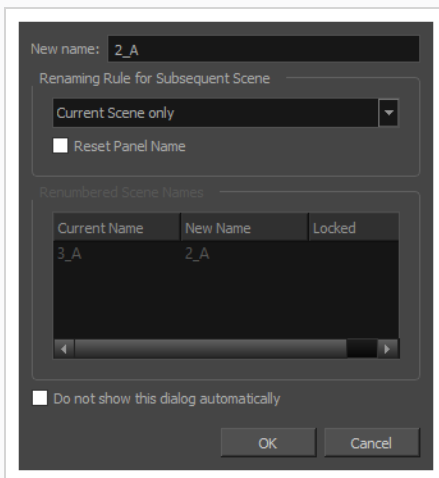 New name: 2_A
Renaming Rule for Subsequent Scene
Current Scene only
Reset Panel Name
Renumbered Scene Names
Current Name New Name Locked
3_A 2_A
Do not show this dialog automatically
OK Cancel